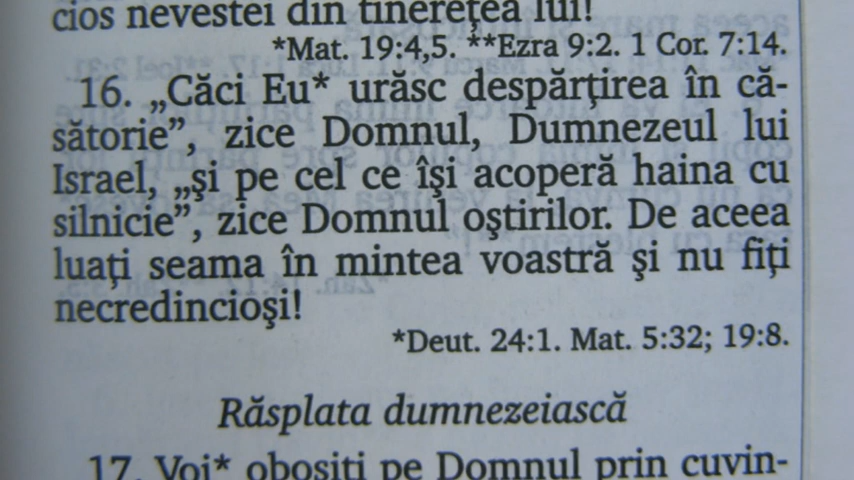 cios nevestei din tinereţea lui!
*Mat. 19:4,5. **Ezra 9:2. 1 Cor. 7:14.
16. „Căci Eu* urăsc despărţirea în că-
sătorie”, zice Domnul, Dumnezeul lui
Israel, „şi pe cel ce îşi acoperă haina cu
silnicie”, zice Domnul oştirilor. De aceea
luaţi seama în mintea voastră şi nu fiţi
necredincioşi!
*Deut. 24:1. Mat. 5:32; 19:8.
Răsplata dumnezeiască
17. Voi* obosiţi pe Domnul prin cuvin-